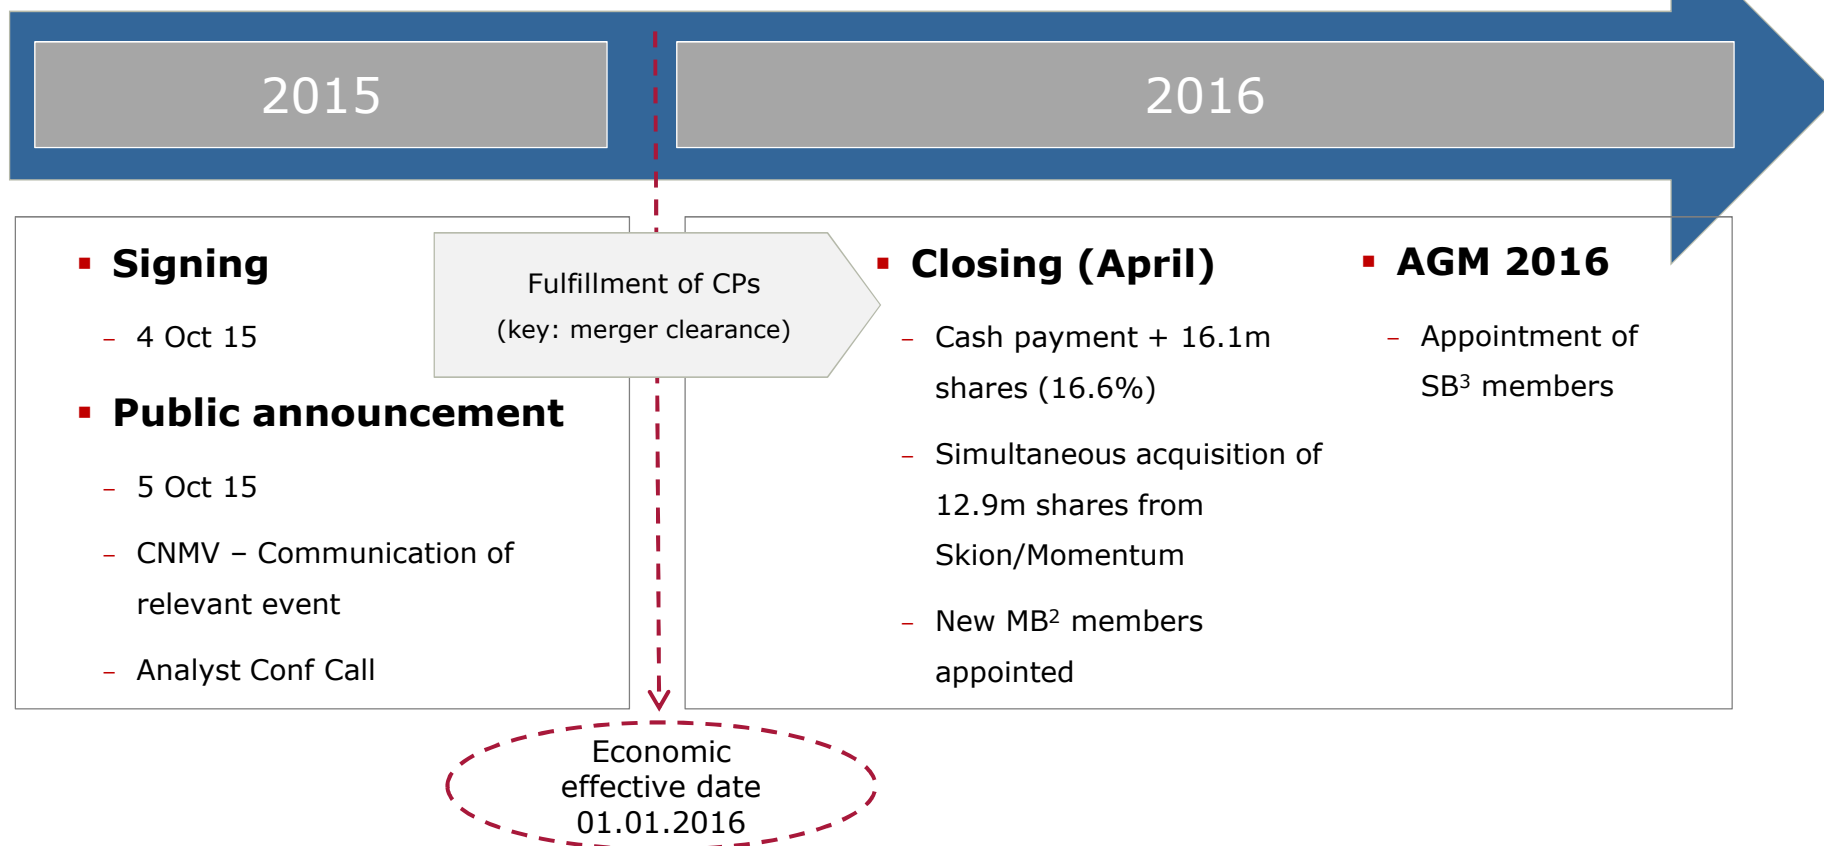 2015
2016
▪ Signing
– 4 Oct 15
▪ Public announcement
– 5 Oct 15
– CNMV – Communication of
relevant event
– Analyst Conf Call
Fulfillment of CPs
(key: merger clearance)
▪ Closing (April)
– Cash payment + 16.1m
shares (16.6%)
– Simultaneous acquisition of
12.9m shares from
Skion/Momentum
– New MB² members
appointed
▪ AGM 2016
– Appointment of
SB³ members
Economic
effective date
01.01.2016